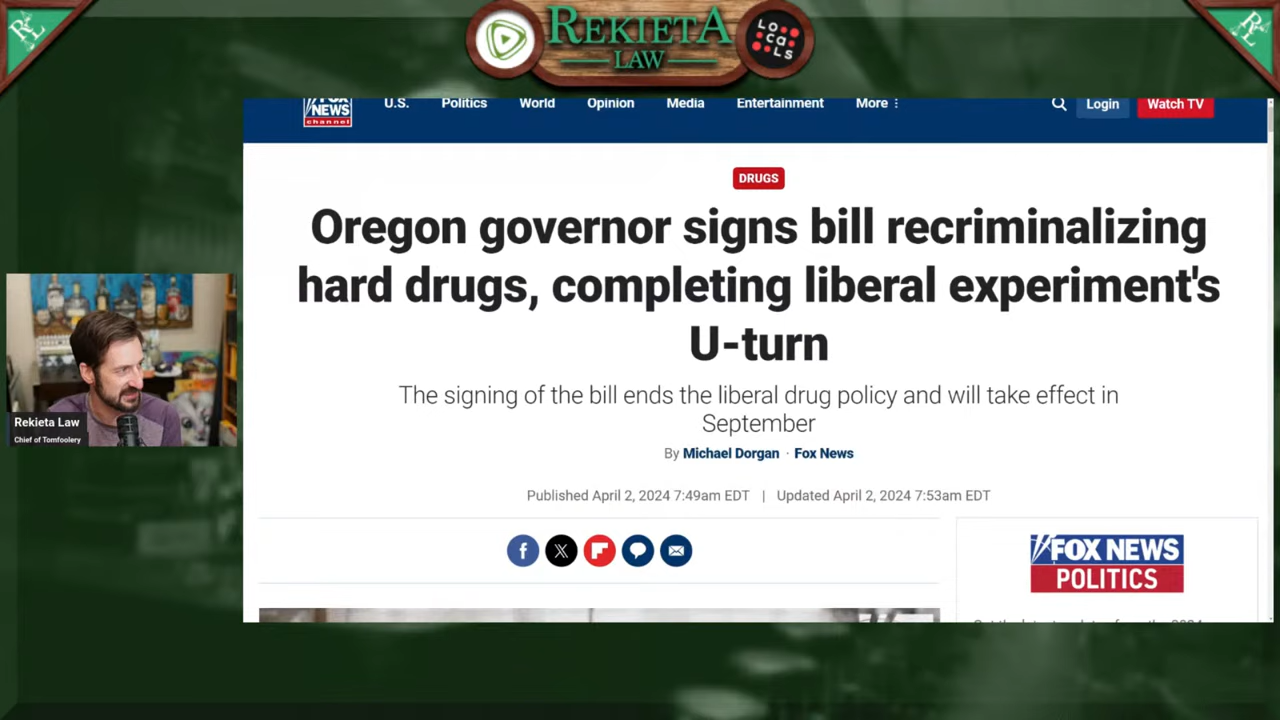 REKIETA
LAW
LOcaLs
RL
RL
FOX
NEWS
channel
U.S.
Politics
World
Opinion
Media
Entertainment
More
Login
Watch TV
DRUGS
Oregon governor signs bill recriminalizing
hard drugs, completing liberal experiment's
U-turn
The signing of the bill ends the liberal drug policy and will take effect in
September
By Michael Dorgan · Fox News
Published April 2, 2024 7:49am EDT | Updated April 2, 2024 7:53am EDT
Rekieta Law
Chief of Tomfoolery
FOX NEWS
POLITICS